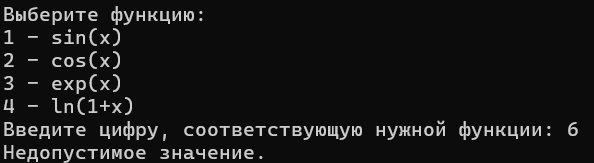 Выберите функцию:
1 - sin(x)
2 - cos(x)
3 - exp(x)
4 - ln(1+x)
Введите цифру, соответствующую нужной функции: 6
Недопустимое значение.